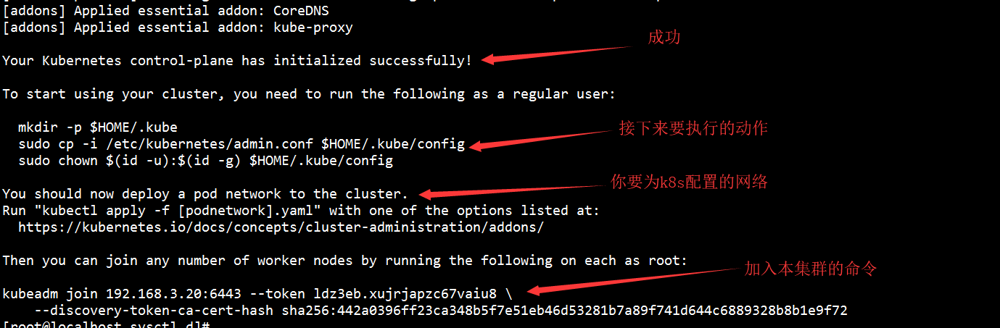 [addons] Applied essential addon: CoreDNS
[addons] Applied essential addon: kube-proxy
成功
Your Kubernetes control-plane has initialized successfully!
To start using your cluster, you need to run the following as a regular user:
mkdir -p $HOME/.kube
接下来要执行的动作
sudo cp -i /etc/kubernetes/admin.conf $HOME/.kube/config
sudo chown $(id -u):$(id -g) $HOME/.kube/config
你要为k8s配置的网络
You should now deploy a pod network to the cluster.
Run "kubectl apply -f [podnetwork].yaml" with one of the options listed at:
https://kubernetes.io/docs/concepts/cluster-administration/addons/
Then you can join any number of worker nodes by running the following on each as root:
加入本集群的命令
kubeadm join 192.168.3.20:6443 --token ldz3eb.xujrjapzc67vaiu8 \
--discovery-token-ca-cert-hash sha256:442a0396ff23ca348b5f7e51eb46d53281b7a89f741d644c6889328b8b1e9f72
[root@localhost sysctl.d]#